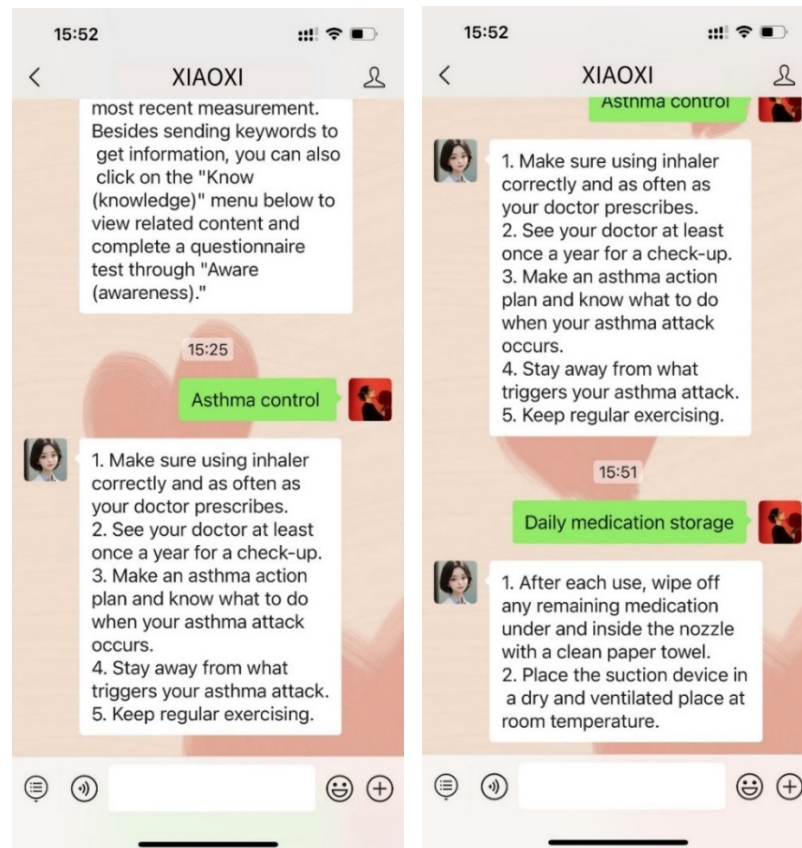 15:52
XIAOXI
most recent measurement.
Besides sending keywords to
get information, you can also
click on the "Know
(knowledge)" menu below to
view related content and
complete a questionnaire
test through "Aware
(awareness)."
15:25
Asthma control
1. Make sure using inhaler
correctly and as often as
your doctor prescribes.
2. See your doctor at least
once a year for a check-up.
3. Make an asthma action
plan and know what to do
when your asthma attack
occurs.
4. Stay away from what
triggers your asthma attack.
5. Keep regular exercising.
15:52
XIAOXI
Asthma control
1. Make sure using inhaler
correctly and as often as
your doctor prescribes.
2. See your doctor at least
once a year for a check-up.
3. Make an asthma action
plan and know what to do
when your asthma attack
occurs.
4. Stay away from what
triggers your asthma attack.
5. Keep regular exercising.
15:51
Daily medication storage
1. After each use, wipe off
any remaining medication
under and inside the nozzle
with a clean paper towel.
2. Place the suction device in
a dry and ventilated place at
room temperature.